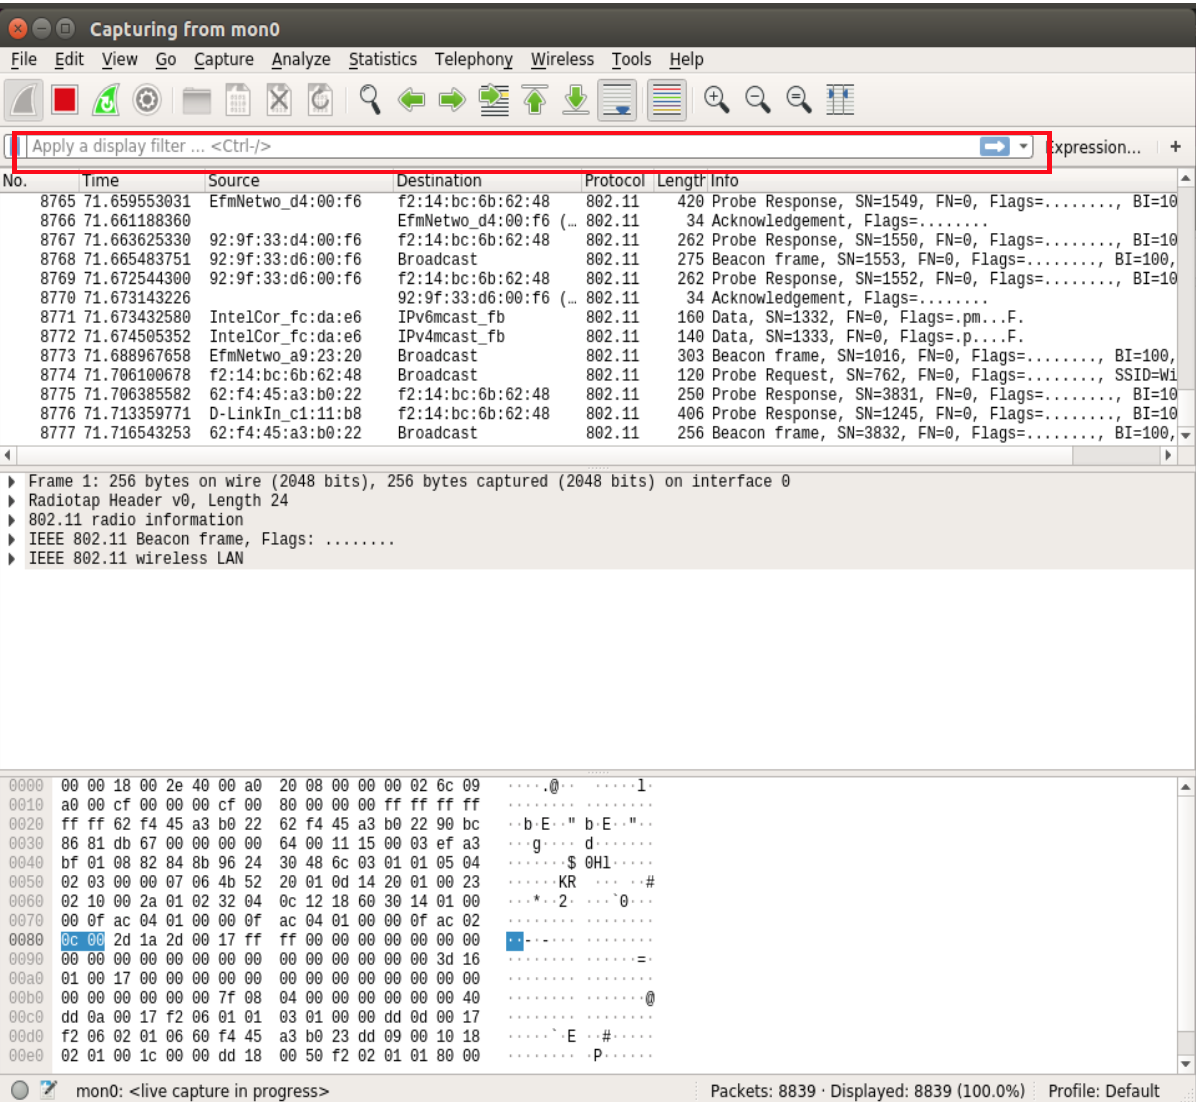 Capturing from mon0
File Edit View Go Capture Analyze Statistics Telephony Wireless Tools Help
Apply a display filter ... <Ctrl-/> Expression... +
No. Time Source Destination Protocol Length Info
8765 71.659553031 EfmNetwo_d4:00:f6 f2:14:bc:6b:62:48 802.11 420 Probe Response, SN=1549, FN=0, Flags=........, BI=10
8766 71.661188360 EfmNetwo_d4:00:f6 (… 802.11 34 Acknowledgement, Flags=........
8767 71.663625330 92:9f:33:d4:00:f6 f2:14:bc:6b:62:48 802.11 262 Probe Response, SN=1550, FN=0, Flags=........, BI=10
8768 71.665483751 92:9f:33:d6:00:f6 Broadcast 802.11 275 Beacon frame, SN=1553, FN=0, Flags=........, BI=100,
8769 71.672544300 92:9f:33:d6:00:f6 f2:14:bc:6b:62:48 802.11 262 Probe Response, SN=1552, FN=0, Flags=........, BI=10
8770 71.673143226 92:9f:33:d6:00:f6 (… 802.11 34 Acknowledgement, Flags=........
8771 71.673432580 IntelCor_fc:da:e6 IPv6mcast_fb 802.11 160 Data, SN=1332, FN=0, Flags=.pm...F.
8772 71.674505352 IntelCor_fc:da:e6 IPv4mcast_fb 802.11 140 Data, SN=1333, FN=0, Flags=.p....F.
8773 71.688967658 EfmNetwo_a9:23:20 Broadcast 802.11 303 Beacon frame, SN=1016, FN=0, Flags=........, BI=100,
8774 71.706100678 f2:14:bc:6b:62:48 Broadcast 802.11 120 Probe Request, SN=762, FN=0, Flags=........, SSID=Wi
8775 71.706385582 62:f4:45:a3:b0:22 f2:14:bc:6b:62:48 802.11 250 Probe Response, SN=3831, FN=0, Flags=........, BI=10
8776 71.713359771 D-LinkIn_c1:11:b8 f2:14:bc:6b:62:48 802.11 406 Probe Response, SN=1245, FN=0, Flags=........, BI=10
8777 71.716543253 62:f4:45:a3:b0:22 Broadcast 802.11 256 Beacon frame, SN=3832, FN=0, Flags=........, BI=100,
Frame 1: 256 bytes on wire (2048 bits), 256 bytes captured (2048 bits) on interface 0
Radiotap Header v0, Length 24
802.11 radio information
IEEE 802.11 Beacon frame, Flags: ........
IEEE 802.11 wireless LAN
0000 00 00 18 00 2e 40 00 a0 20 08 00 00 00 02 6c 09 ····.@·· ·····l·
0010 a0 00 cf 00 00 00 cf 00 80 00 00 00 ff ff ff ff ········ ········
0020 ff ff 62 f4 45 a3 b0 22 62 f4 45 a3 b0 22 90 bc ··b·E··" b·E··"··
0030 86 81 db 67 00 00 00 00 64 00 11 15 00 03 ef a3 ···g···· d·······
0040 bf 01 08 82 84 8b 96 24 30 48 6c 03 01 01 05 04 ·······$ 0Hl·····
0050 02 03 00 00 07 06 4b 52 20 01 0d 14 20 01 00 23 ······KR ··· ··#
0060 02 10 00 2a 01 02 32 04 0c 12 18 60 30 14 01 00 ···*··2· ···`0···
0070 00 0f ac 04 01 00 00 0f ac 04 01 00 00 0f ac 02 ········ ········
0080 0c 00 2d 1a 2d 00 17 ff ff 00 00 00 00 00 00 00 ··-·-··· ········
0090 00 00 00 00 00 00 00 00 00 00 00 00 00 00 3d 16 ········ ······=·
00a0 01 00 17 00 00 00 00 00 00 00 00 00 00 00 00 00 ········ ········
00b0 00 00 00 00 00 00 7f 08 04 00 00 00 00 00 00 40 ········ ·······@
00c0 dd 0a 00 17 f2 06 01 01 03 01 00 00 dd 0d 00 17 ········ ········
00d0 f2 06 02 01 06 60 f4 45 a3 b0 23 dd 09 00 10 18 ·····`·E ··#·····
00e0 02 01 00 1c 00 00 dd 18 00 50 f2 02 01 01 80 00 ········ ·P······
mon0: <live capture in progress> Packets: 8839 · Displayed: 8839 (100.0%) Profile: Default